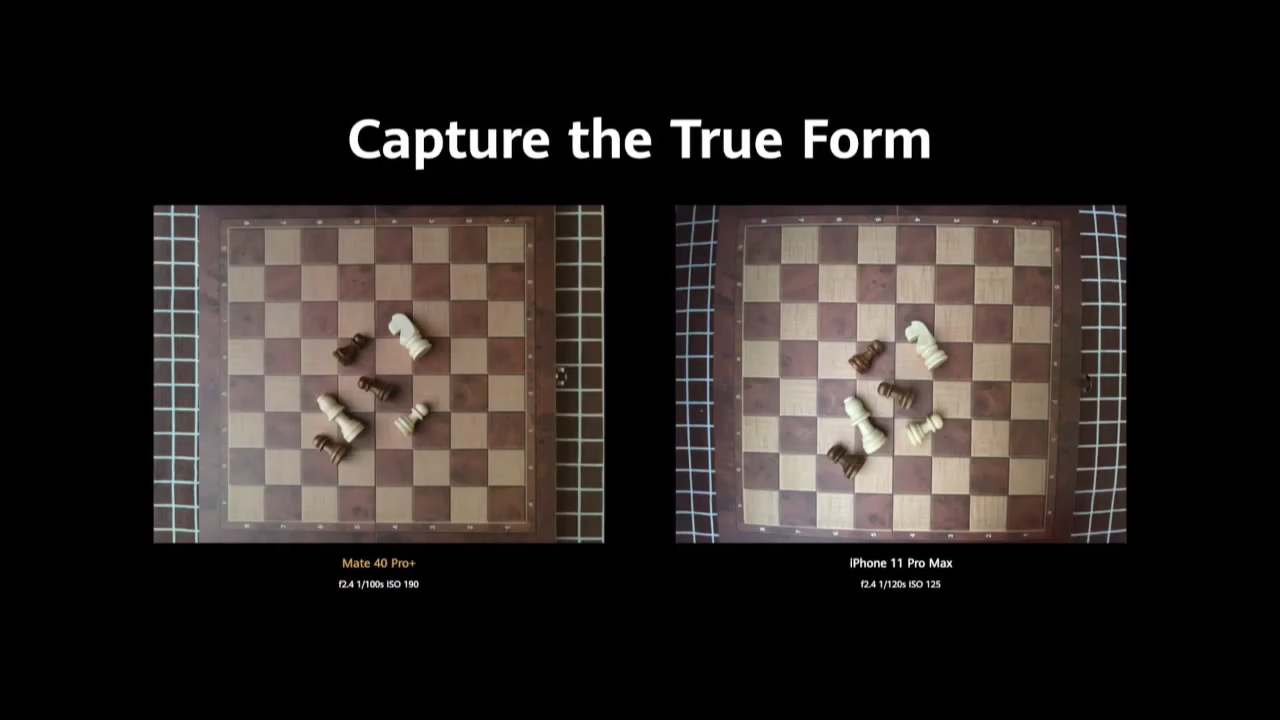 Capture the True Form
Mate 40 Pro+
f2.4 1/100s ISO 190
iPhone 11 Pro Max
f2.4 1/120s ISO 125